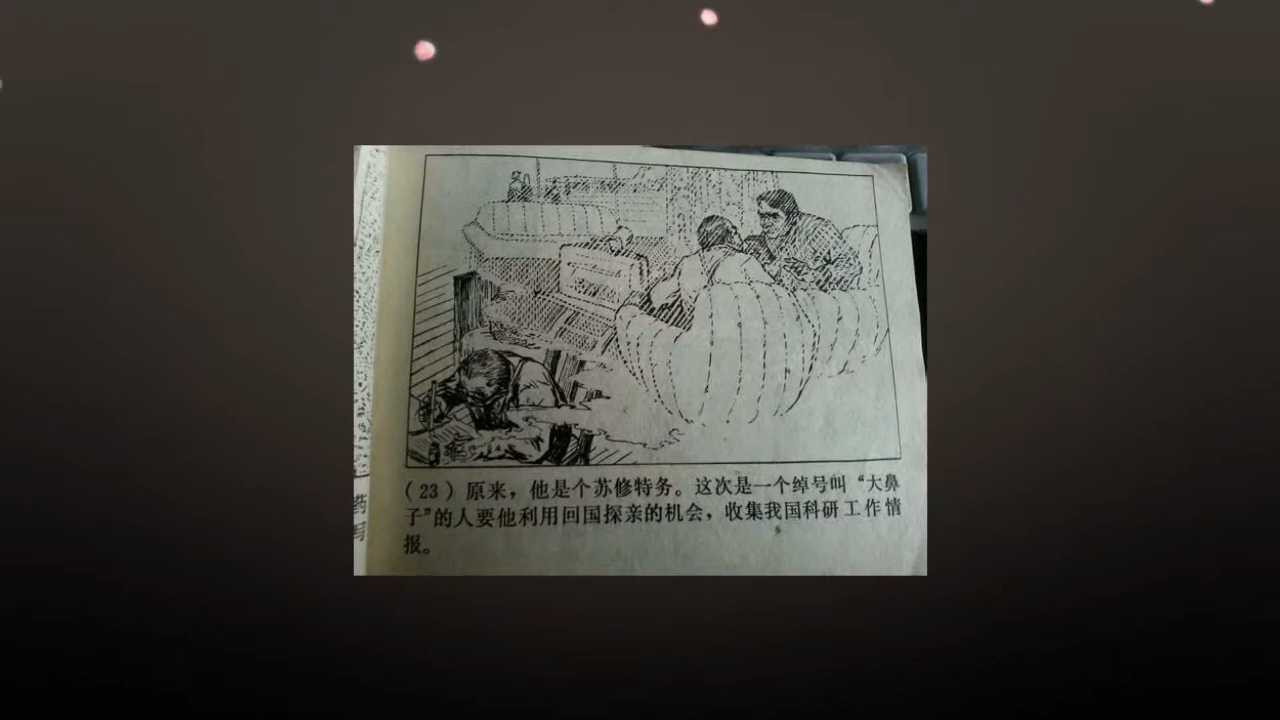 （23）原来，他是个苏修特务。这次是一个绰号叫“大鼻
子”的人要他利用回国探亲的机会，收集我国科研工作情
报。
药
写